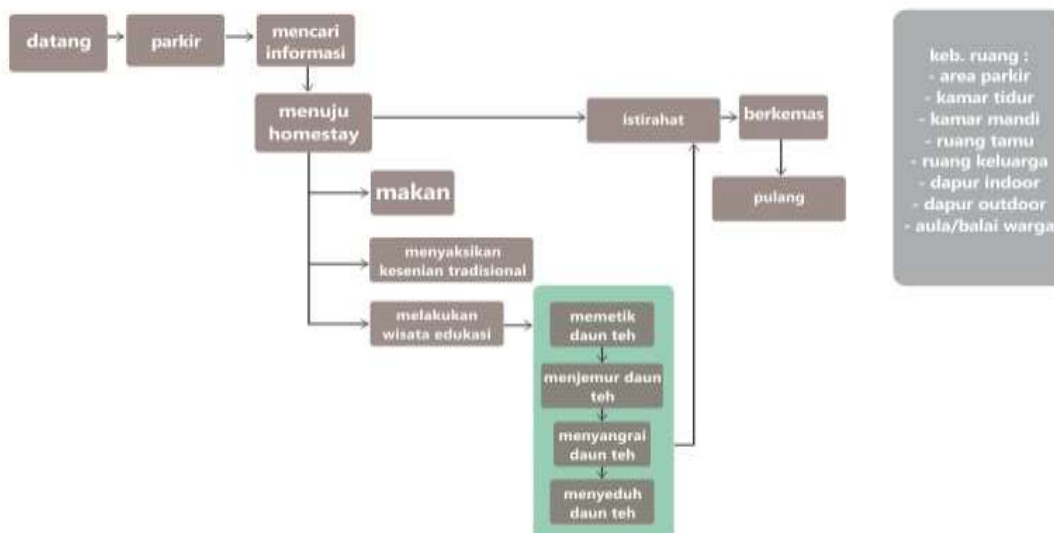 datang
parkir
mencari
informasi
menuju
homestay
istirahat
berkemas
pulang
makan
menyaksikan
kesenian tradisional
melakukan
wisata edukasi
memetik
daun teh
menjemur daun
teh
menyangrai
daun teh
menyeduh
daun teh
keb. ruang :
- area parkir
- kamar tidur
- kamar mandi
- ruang tamu
- ruang keluarga
- dapur indoor
- dapur outdoor
- aula/balai warga